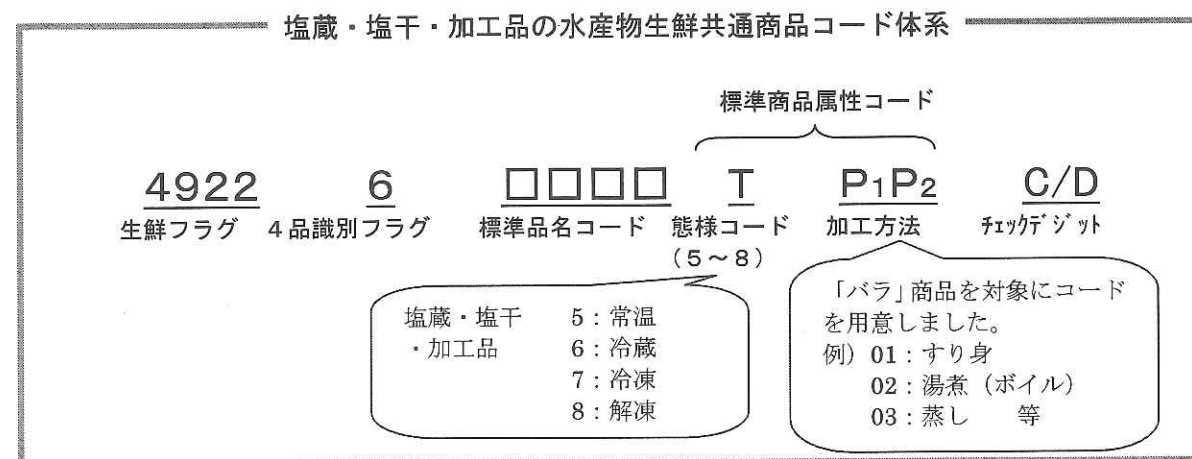 塩蔵・塩干・加工品の水産物生鮮共通商品コード体系
標準商品属性コード
4922 6 □□□□ T P1P2 C/D
生鮮フラグ 4品識別フラグ 標準品名コード 態様コード 加工方法 ﾁｪｯｸﾃﾞｼﾞｯﾄ
(5～8)
塩蔵・塩干 5：常温
・加工品 6：冷蔵
7：冷凍
8：解凍
「バラ」商品を対象にコード
を用意しました。
例）01：すり身
02：湯煮（ボイル）
03：蒸し 等